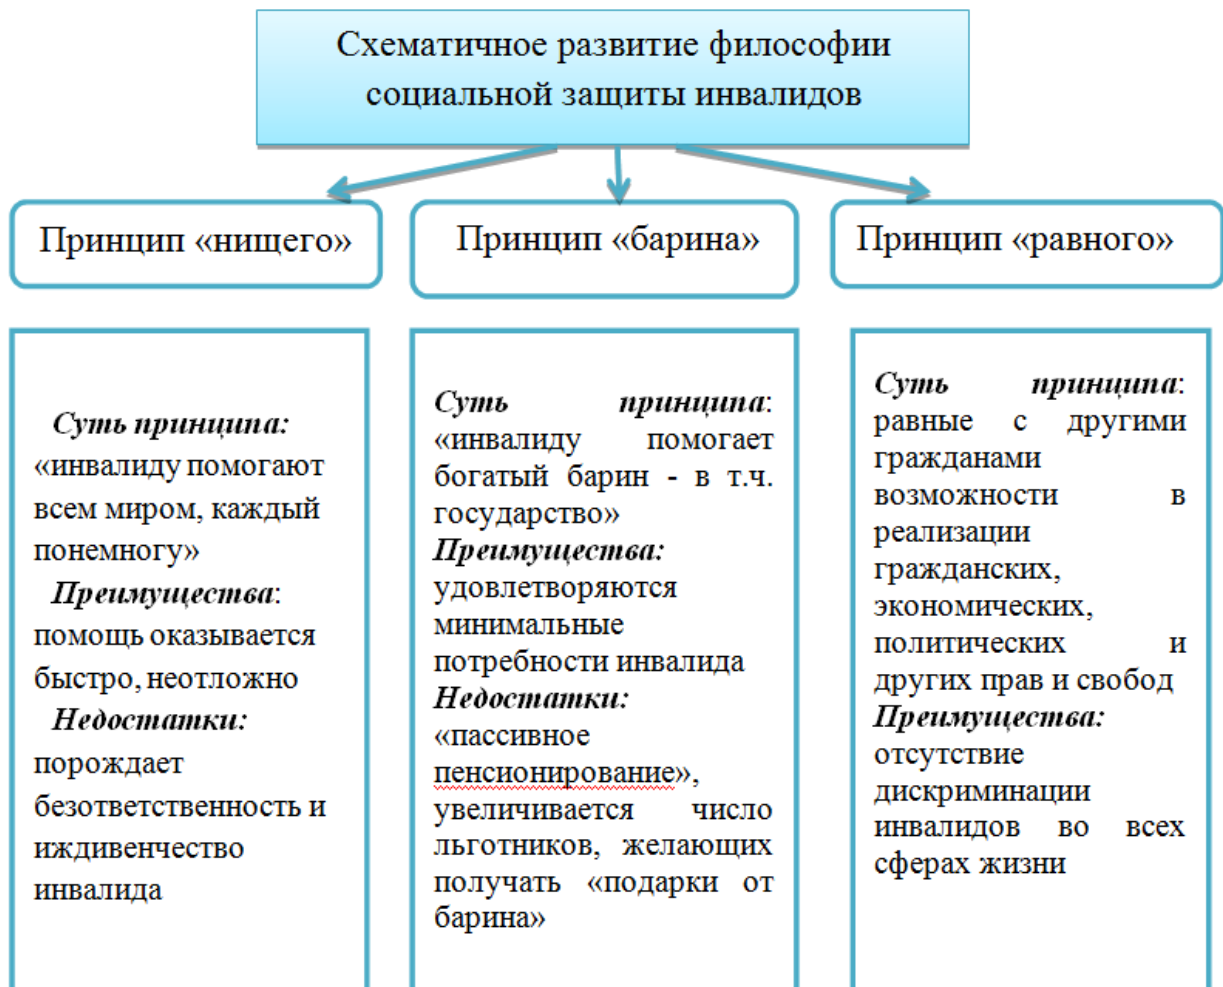 Схематичное развитие философии
социальной защиты инвалидов
Принцип «нищего»
Принцип «барина»
Принцип «равного»
Суть принципа:
«инвалиду помогают
всем миром, каждый
понемногу»
Преимущества:
помощь оказывается
быстро, неотложно
Недостатки:
порождает
безответственность и
иждивенчество
инвалида
Суть принципа:
«инвалиду помогает
богатый барин - в т.ч.
государство»
Преимущества:
удовлетворяются
минимальные
потребности инвалида
Недостатки:
«пассивное
пенсионирование»,
увеличивается число
льготников, желающих
получать «подарки от
барина»
Суть принципа:
равные с другими
гражданами
возможности в
реализации
гражданских,
экономических,
политических и
других прав и свобод
Преимущества:
отсутствие
дискриминации
инвалидов во всех
сферах жизни